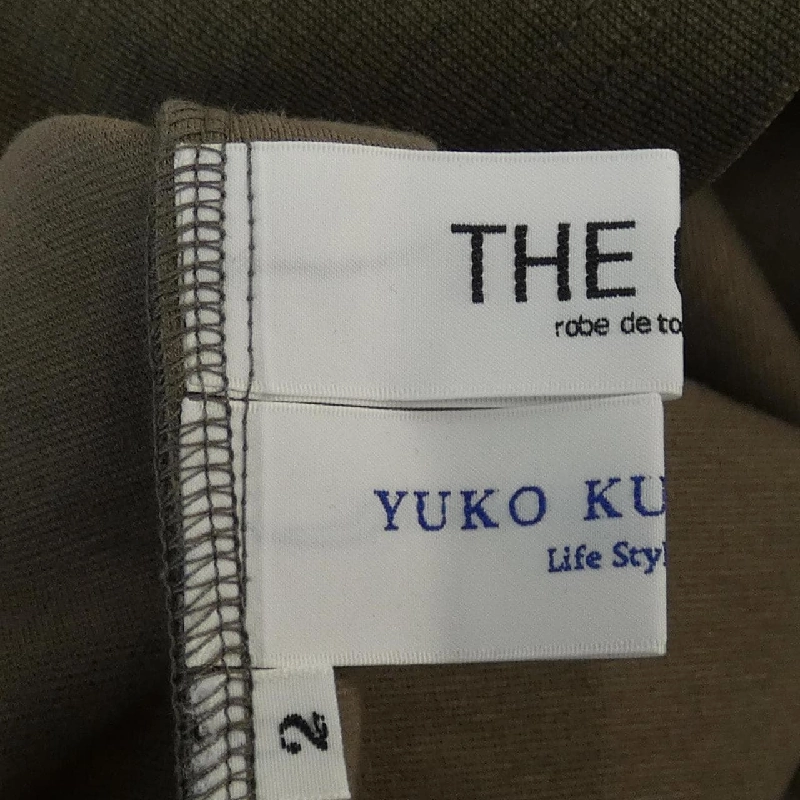 THE
robe de to
YUKO KU
Life Styl
2